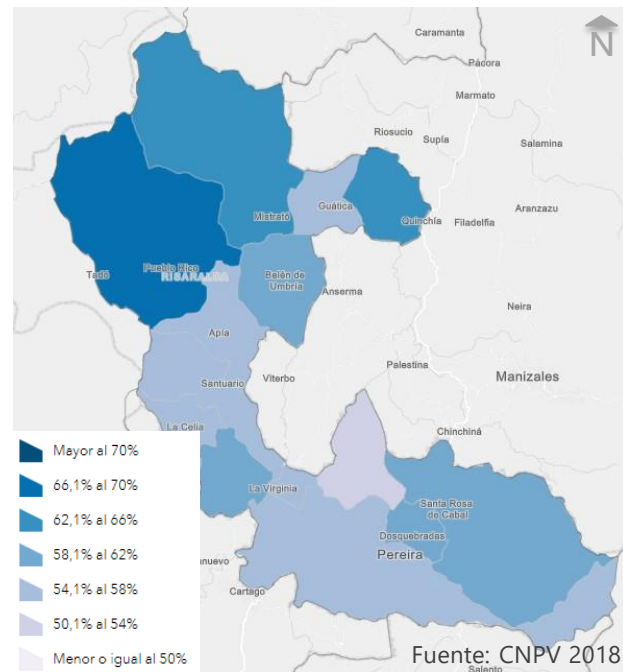 Caramanta
N
Pácora
Marmato
Riosucio
Supía
Salamina
Guática
Aranzazu
Mistrató
Quinchía
Filadelfia
Tadó
Pueblo Rico
RISARALDA
Belén de
Umbría
Anserma
Neira
Apía
Palestina
Santuario
Viterbo
Manizales
La Celia
Chinchiná
Mayor al 70%
66,1% al 70%
La Virginia
Santa Rosa
de Cabal
62,1% al 66%
Dosquebradas
58,1% al 62%
Pereira
anuevo
54,1% al 58%
Cartago
50,1% al 54%
Menor o igual al 50%
Fuente: CNPV 2018
Salento